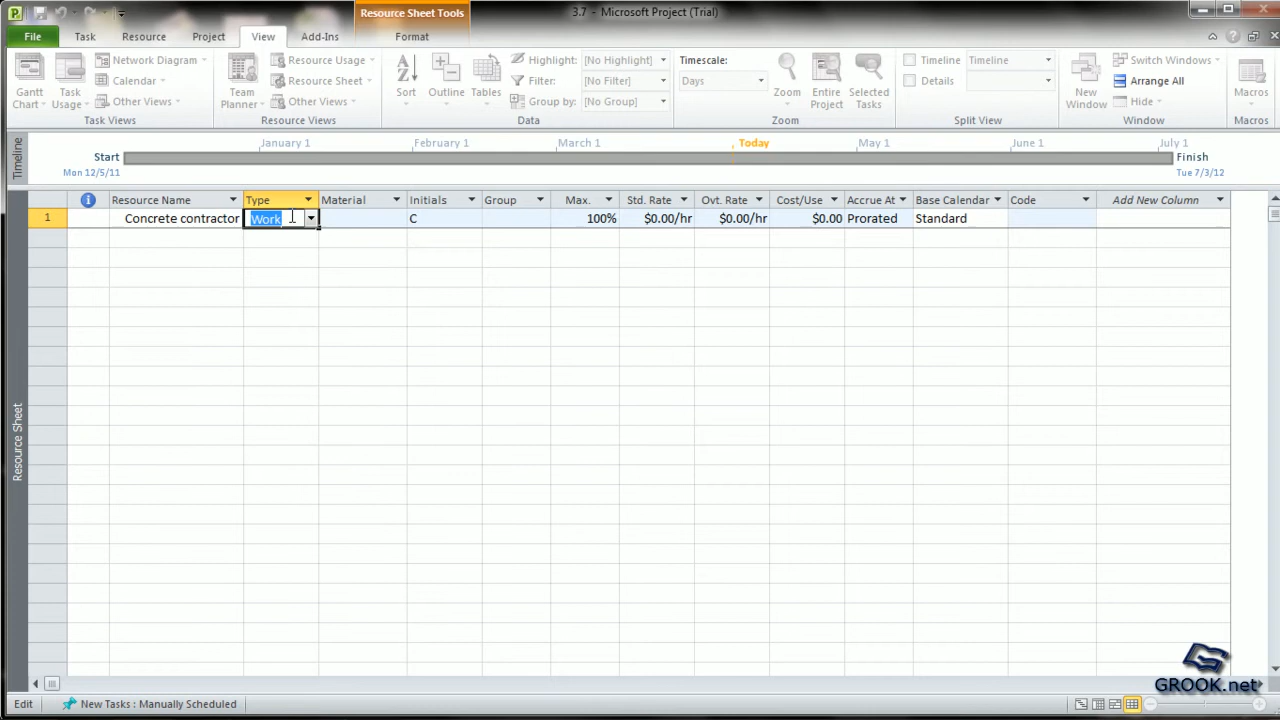 Resource Sheet Tools
3.7 - Microsoft Project (Trial)
File Task Resource Project View Add-Ins Format
Gantt Chart
Task Usage
Network Diagram
Calendar
Other Views
Task Views
Team Planner
Resource Usage
Resource Sheet
Other Views
Resource Views
Sort
Outline
Tables
Highlight: [No Highlight]
Filter: [No Filter]
Group by: [No Group]
Data
Timescale:
Days
Zoom
Entire Project
Selected Tasks
Zoom
Timeline Timeline
Details
Split View
New Window
Switch Windows
Arrange All
Hide
Window
Macros
Macros
Timeline
January 1 February 1 March 1 Today May 1 June 1 July 1
Start
Mon 12/5/11
Finish
Tue 7/3/12
Resource Name Type Material Initials Group Max. Std. Rate Ovt. Rate Cost/Use Accrue At Base Calendar Code Add New Column
1 Concrete contractor Work C 100% $0.00/hr $0.00/hr $0.00 Prorated Standard
Resource Sheet
GROOK.net
Edit New Tasks : Manually Scheduled